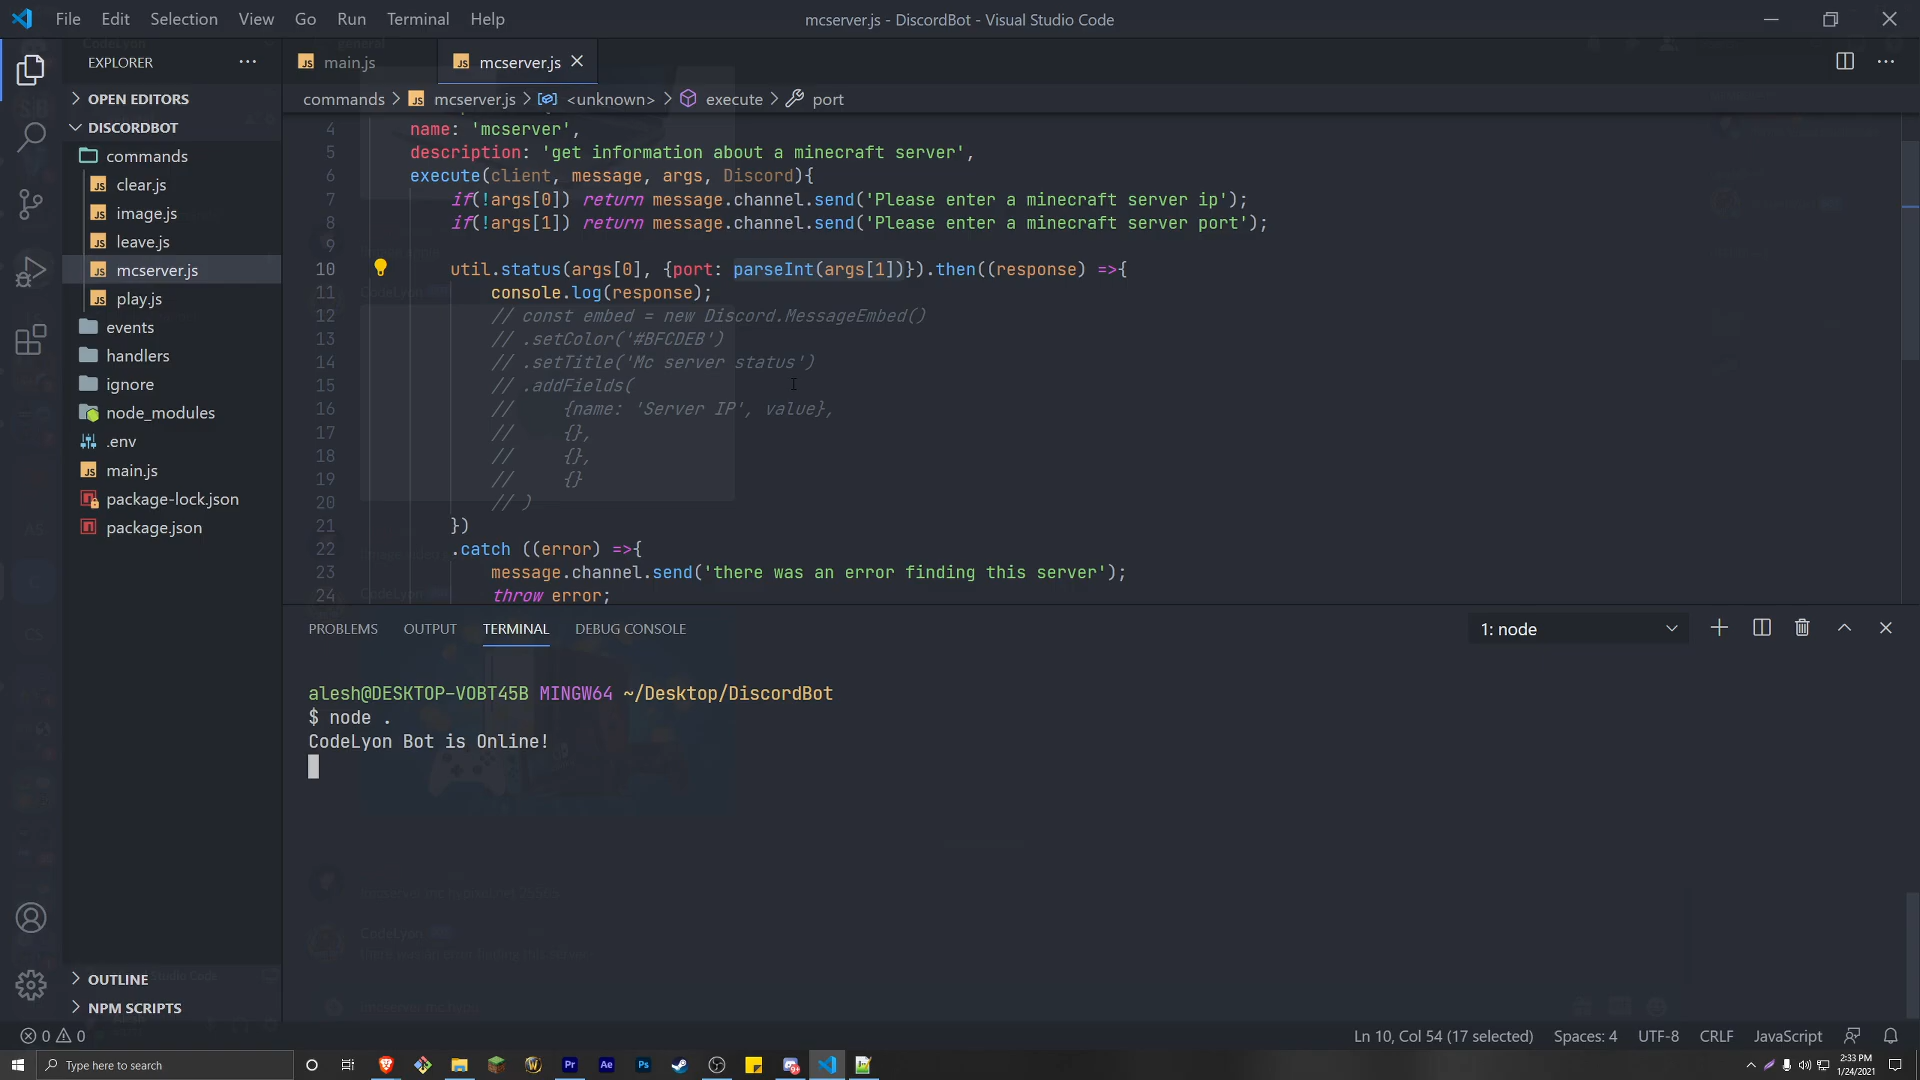 File Edit Selection View Go Run Terminal Help
mcserver.js - DiscordBot - Visual Studio Code
EXPLORER
main.js
mcserver.js
commands > mcserver.js > <unknown> > execute > port
OPEN EDITORS
DISCORDBOT
commands
clear.js
image.js
leave.js
mcserver.js
play.js
events
handlers
ignore
node_modules
.env
main.js
package-lock.json
package.json
OUTLINE
NPM SCRIPTS
4 name: 'mcserver',
5 description: 'get information about a minecraft server',
6 execute(client, message, args, Discord){
7 if(!args[0]) return message.channel.send('Please enter a minecraft server ip');
8 if(!args[1]) return message.channel.send('Please enter a minecraft server port');
9
10 util.status(args[0], {port: parseInt(args[1])}).then((response) =>{
11 console.log(response);
12 // const embed = new Discord.MessageEmbed()
13 // .setColor('#BFCDEB')
14 // .setTitle('Mc server status')
15 // .addFields(
16 // {name: 'Server IP', value},
17 // {},
18 // {},
19 // {}
20 // )
21 })
22 .catch ((error) =>{
23 message.channel.send('there was an error finding this server');
24 throw error;
PROBLEMS OUTPUT TERMINAL DEBUG CONSOLE
1: node
alesh@DESKTOP-VOBT45B MINGW64 ~/Desktop/DiscordBot
$ node .
CodeLyon Bot is Online!
CodeLyon
there was an error finding this server
0 0
Ln 10, Col 54 (17 selected) Spaces: 4 UTF-8 CRLF JavaScript
Type here to search
2:33 PM
1/24/2021